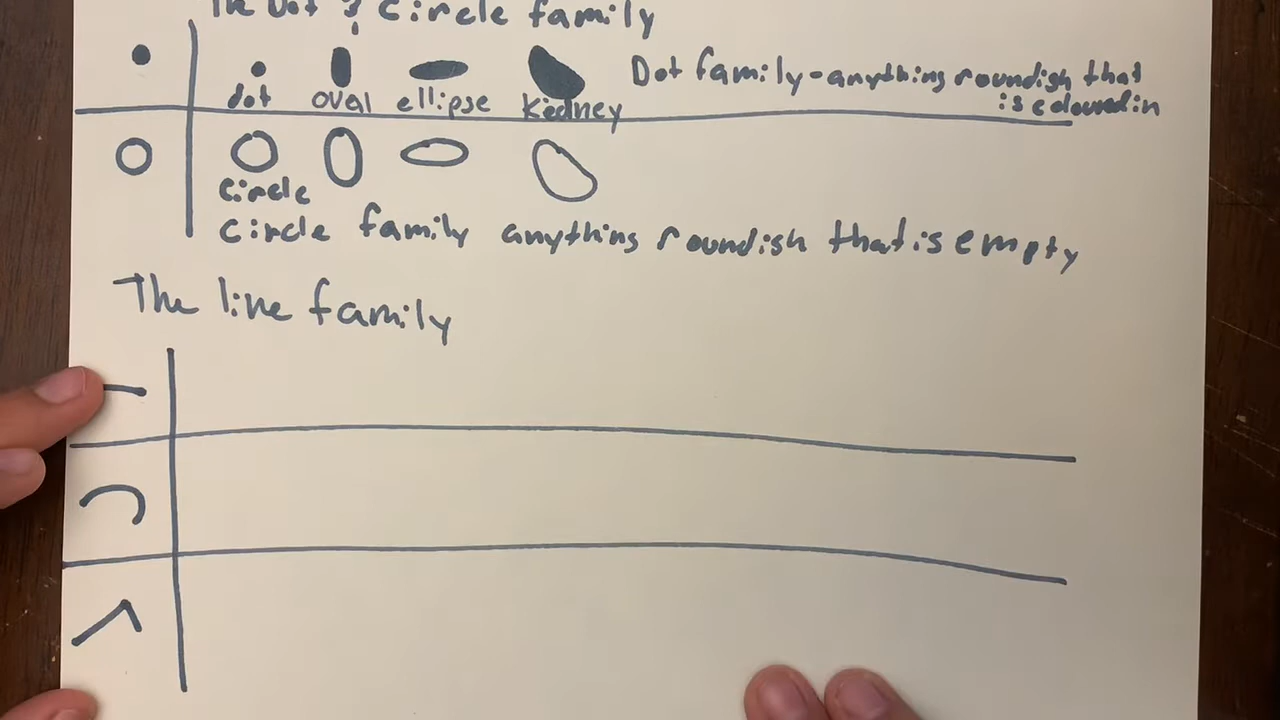 The Dot & Circle family
Dot family-anything roundish that
is coloured in
dot oval ellipse Kedney
circle
circle family anything roundish that is empty
The line family